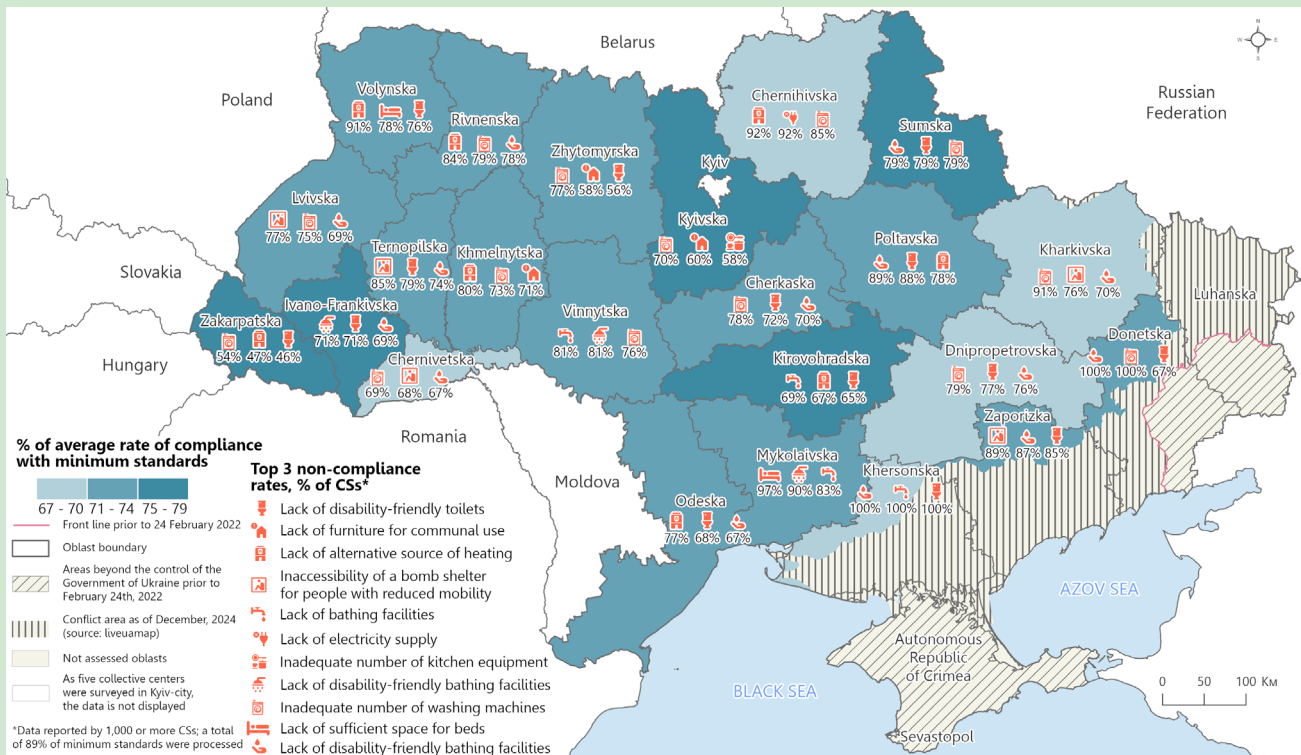 Belarus
Poland
Russian
Federation
Slovakia
Hungary
Romania
Moldova
N
W
E
S
Volynska
91% 78% 76%
Rivnenska
84% 79% 78%
Zhytomyrska
77% 58% 56%
Chernihivska
92% 92% 85%
Sumska
79% 79% 79%
Kyiv
Kyivska
70% 60% 58%
Lvivska
77% 75% 69%
Ternopilska
85% 79% 74%
Khmelnytska
80% 73% 71%
Vinnytska
81% 81% 76%
Cherkaska
78% 72% 70%
Poltavska
89% 88% 78%
Kharkivska
91% 76% 70%
Luhanska
Donetska
100% 100% 67%
Zakarpatska
54% 47% 46%
Ivano-Frankivska
71% 71% 69%
Chernivetska
69% 68% 67%
Kirovohradska
69% 67% 65%
Dnipropetrovska
79% 77% 76%
Zaporizka
89% 87% 85%
Mykolaivska
97% 90% 83%
Khersonska
100% 100% 100%
Odeska
77% 68% 67%
Autonomous
Republic
of Crimea
Sevastopol
AZOV SEA
BLACK SEA
0 50 100 Км
% of average rate of compliance
with minimum standards
67 - 70 71 - 74 75 - 79
Front line prior to 24 February 2022
Oblast boundary
Areas beyond the control of the
Government of Ukraine prior to
February 24th, 2022
Conflict area as of December, 2024
(source: liveuamap)
Not assessed oblasts
As five collective centers
were surveyed in Kyiv-city,
the data is not displayed
*Data reported by 1,000 or more CSs; a total
of 89% of minimum standards were processed
Top 3 non-compliance
rates, % of CSs*
Lack of disability-friendly toilets
Lack of furniture for communal use
Lack of alternative source of heating
Inaccessibility of a bomb shelter
for people with reduced mobility
Lack of bathing facilities
Lack of electricity supply
Inadequate number of kitchen equipment
Lack of disability-friendly bathing facilities
Inadequate number of washing machines
Lack of sufficient space for beds
Lack of disability-friendly bathing facilities